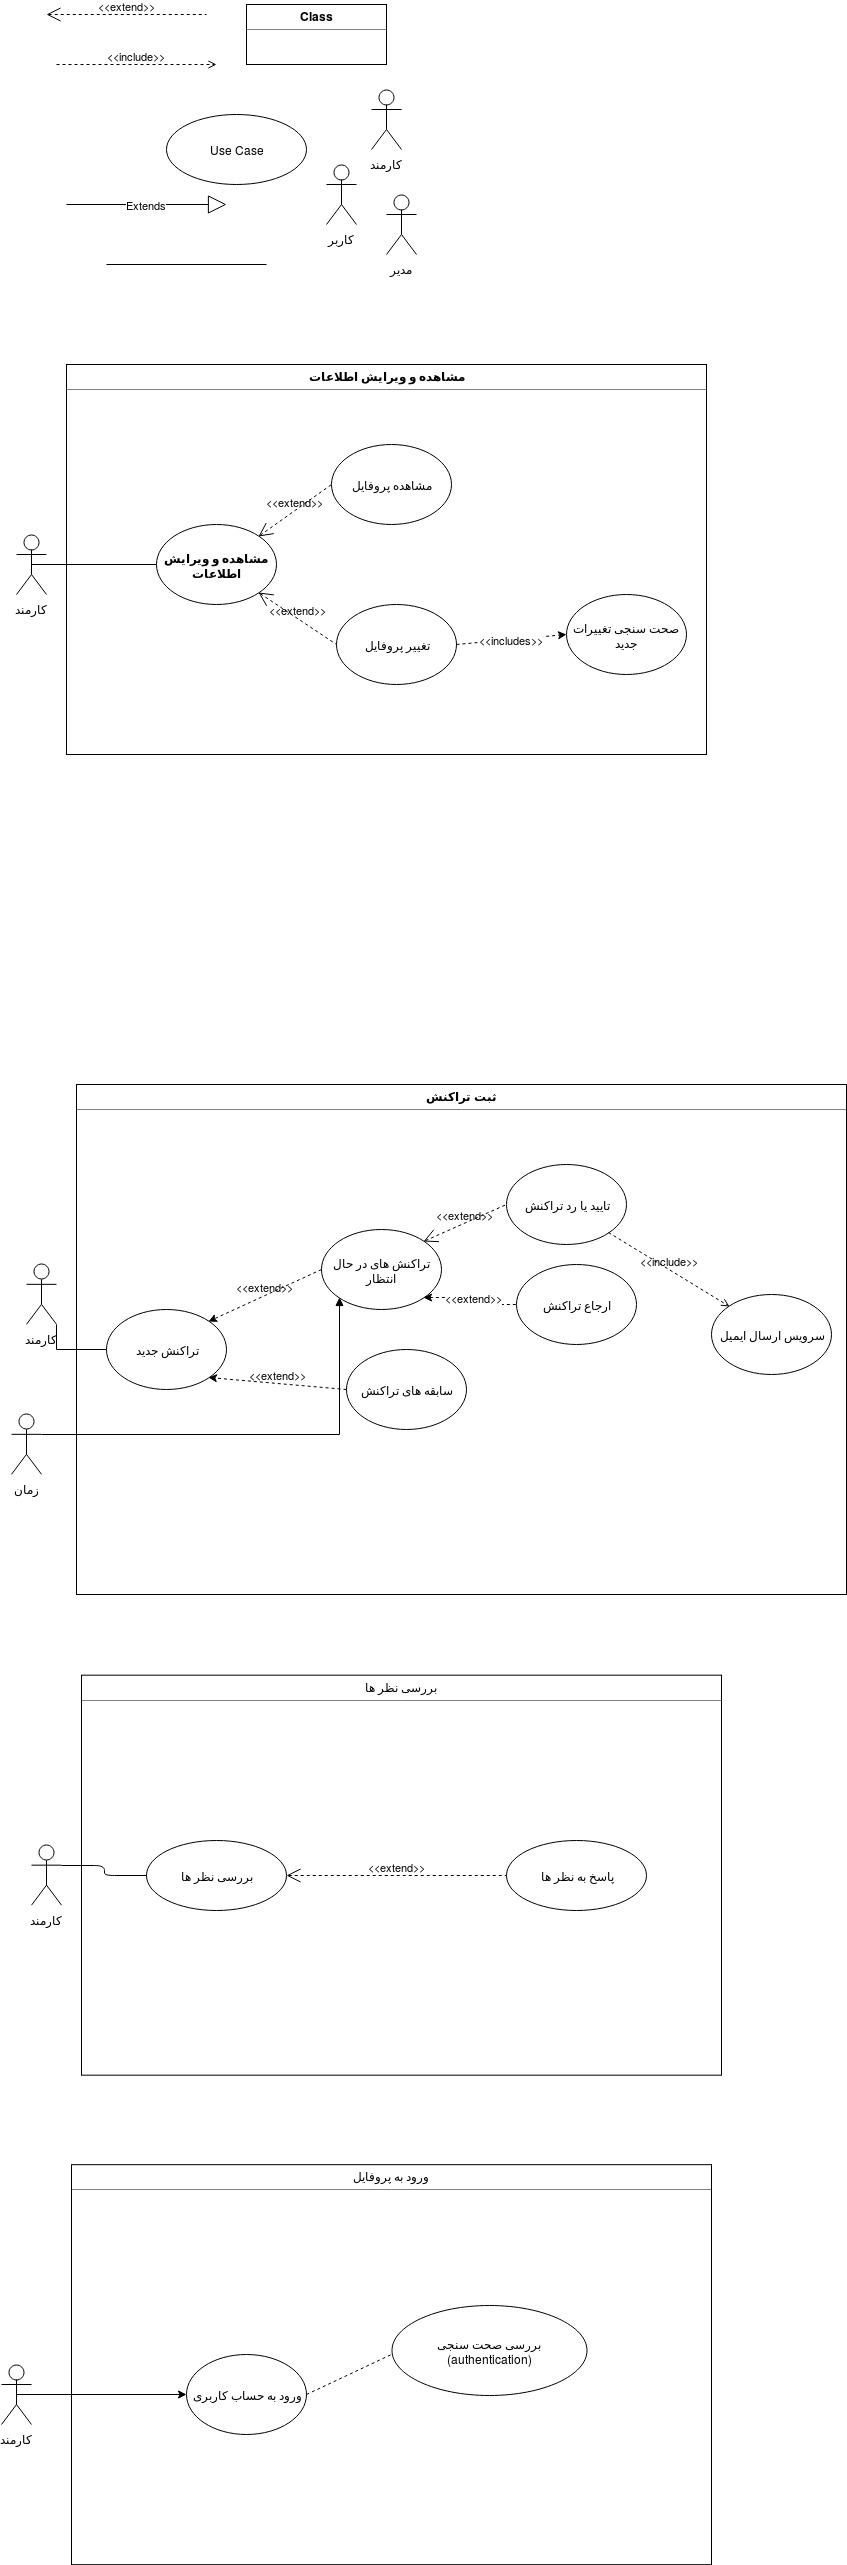 <<extend>>
Class
<<include>>
Use Case
کارمند
Extends
کاربر
مدیر
مشاهده و ویرایش اطلاعات
مشاهده پروفایل
<<extend>>
مشاهده و ویرایش
اطلاعات
کارمند
<<extend>>
تغییر پروفایل
<<includes>>
صحت سنجی تغییرات
جدید
ثبت تراکنش
تایید یا رد تراکنش
<<extend>>
تراکنش های در حال
انتظار
<<include>>
<<extend>>
<<extend>>
ارجاع تراکنش
سرویس ارسال ایمیل
کارمند
تراکنش جدید
<<extend>>
سابقه های تراکنش
زمان
بررسی نظر ها
بررسی نظر ها
<<extend>>
پاسخ به نظر ها
کارمند
ورود به پروفایل
بررسی صحت سنجی
(authentication)
ورود به حساب کاربری
کارمند